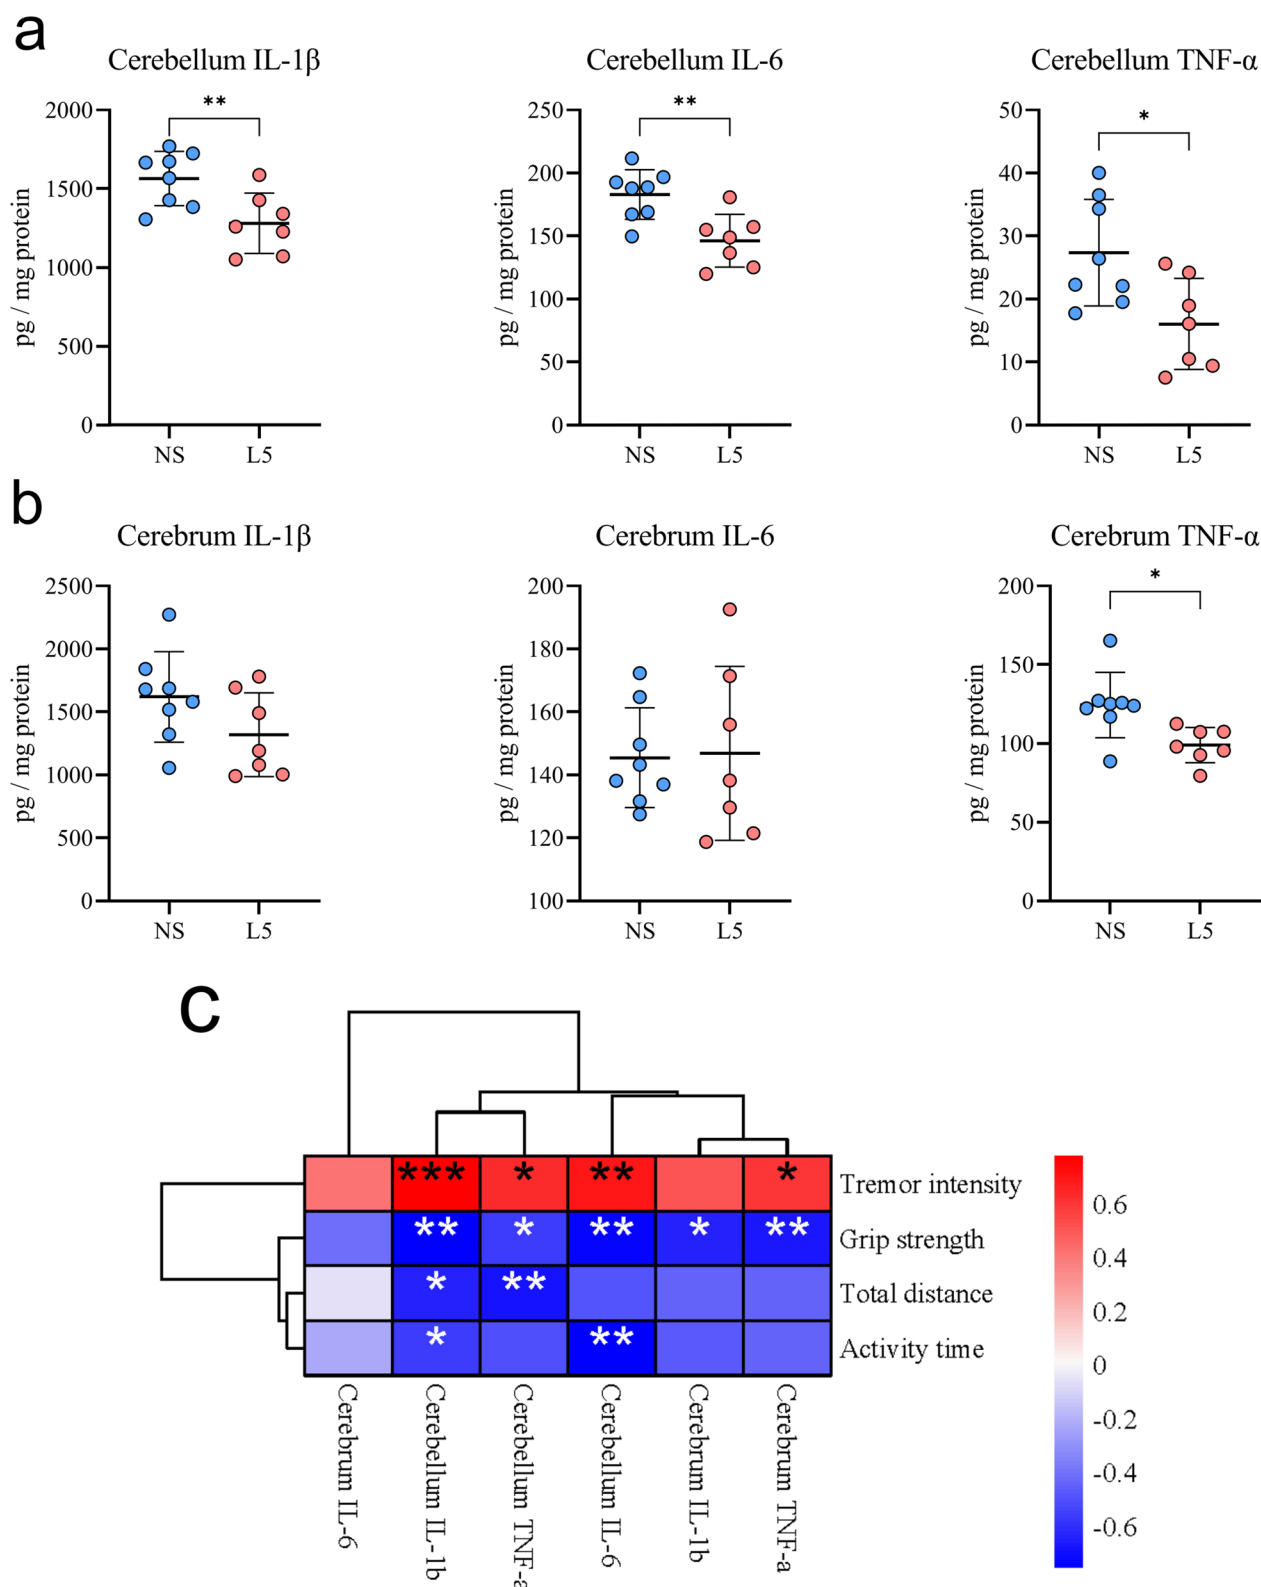 a
Cerebellum IL-1β
Cerebellum IL-6
Cerebellum TNF-α
pg / mg protein
2000
1500
1000
500
0
**
NS
L5
pg / mg protein
250
200
150
100
50
0
**
NS
L5
pg / mg protein
50
40
30
20
10
0
*
NS
L5
b
Cerebrum IL-1β
Cerebrum IL-6
Cerebrum TNF-α
pg / mg protein
2500
2000
1500
1000
500
0
NS
L5
pg / mg protein
200
180
160
140
120
100
NS
L5
pg / mg protein
200
150
100
50
0
*
NS
L5
c
*** * ** * Tremor intensity
** * ** * ** Grip strength
* ** Total distance
* ** Activity time
Cerebrum IL-6
Cerebellum IL-1b
Cerebellum TNF-a
Cerebellum IL-6
Cerebrum IL-1b
Cerebrum TNF-a
0.6
0.4
0.2
0
-0.2
-0.4
-0.6